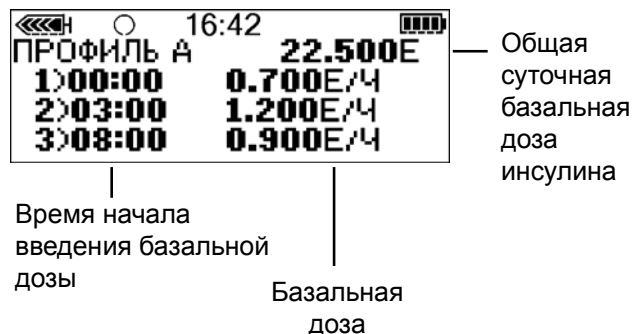 16:42
ПРОФИЛЬ А 22.500Е
1)00:00 0.700Е/Ч
2)03:00 1.200Е/Ч
3)08:00 0.900Е/Ч
Общая
суточная
базальная
доза
инсулина
Время начала
введения базальной
дозы
Базальная
доза